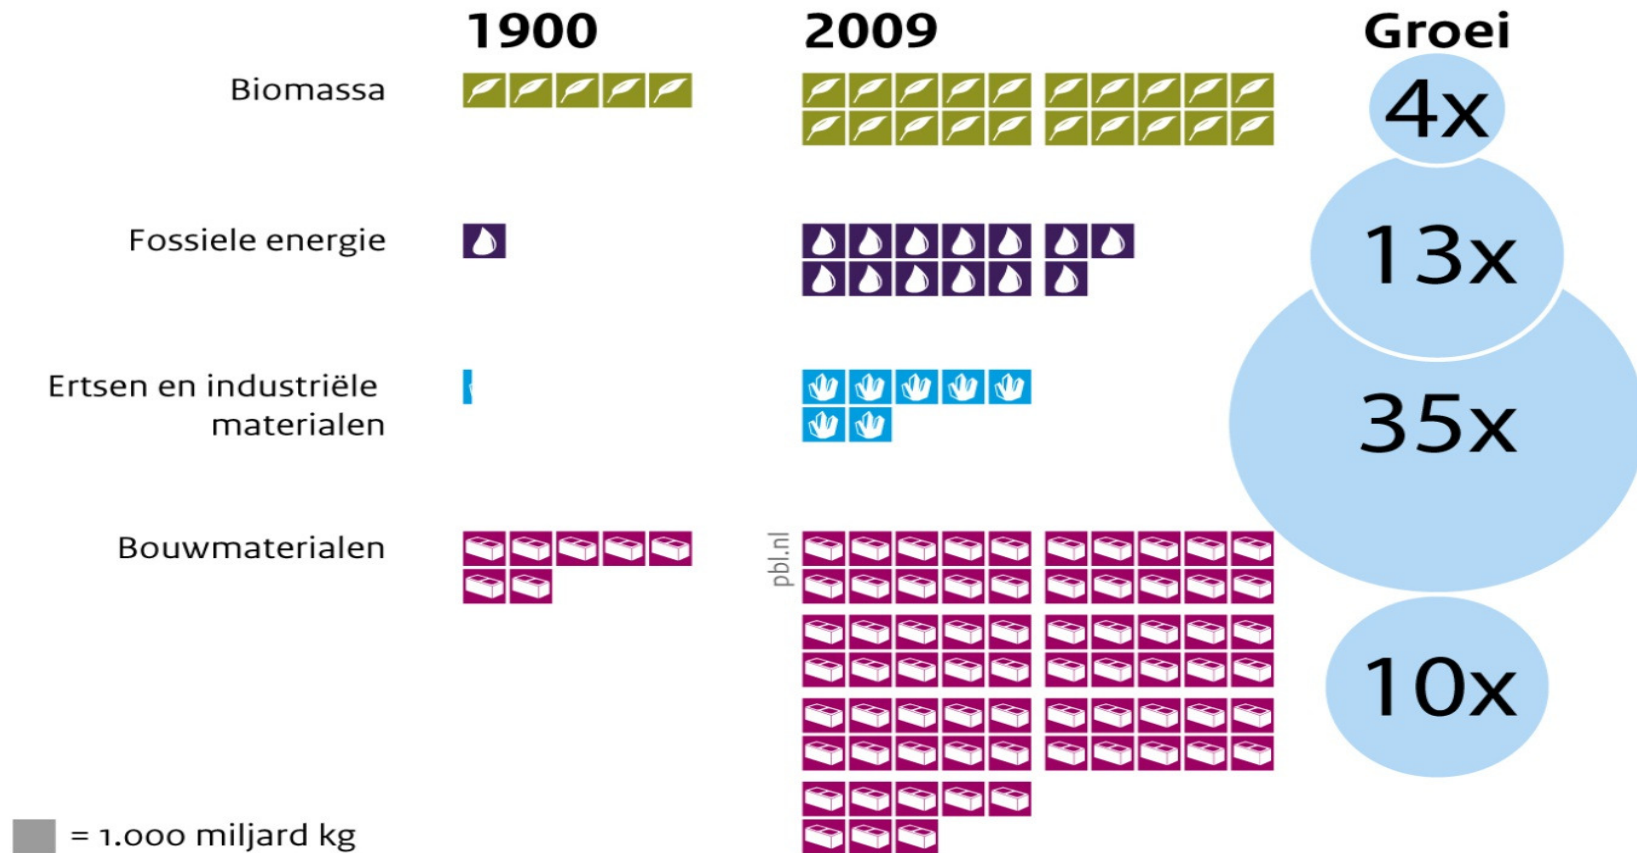 1900 2009 Groei
Biomassa
4x
Fossiele energie
13x
Ertsen en industriële
materialen
35x
Bouwmaterialen
pbl.nl
10x
= 1.000 miljard kg